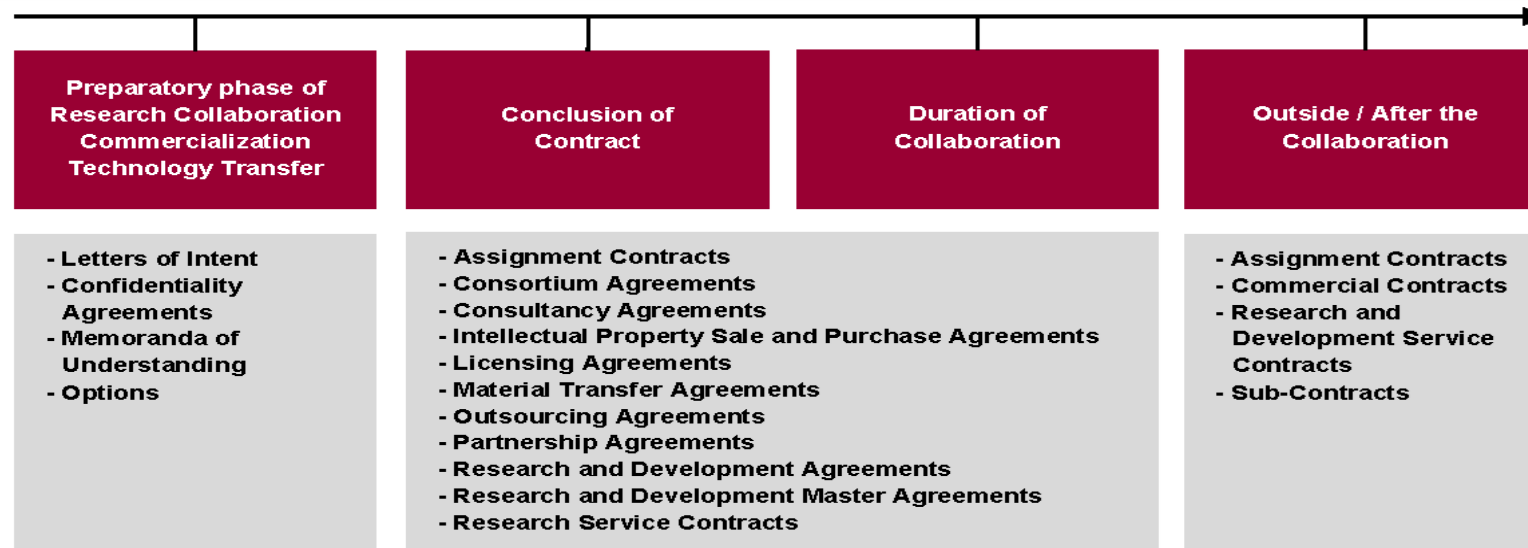 Preparatory phase of
Research Collaboration
Commercialization
Technology Transfer
Conclusion of
Contract
Duration of
Collaboration
Outside / After the
Collaboration
- Letters of Intent
- Confidentiality
Agreements
- Memoranda of
Understanding
- Options
- Assignment Contracts
- Consortium Agreements
- Consultancy Agreements
- Intellectual Property Sale and Purchase Agreements
- Licensing Agreements
- Material Transfer Agreements
- Outsourcing Agreements
- Partnership Agreements
- Research and Development Agreements
- Research and Development Master Agreements
- Research Service Contracts
- Assignment Contracts
- Commercial Contracts
- Research and
Development Service
Contracts
- Sub-Contracts